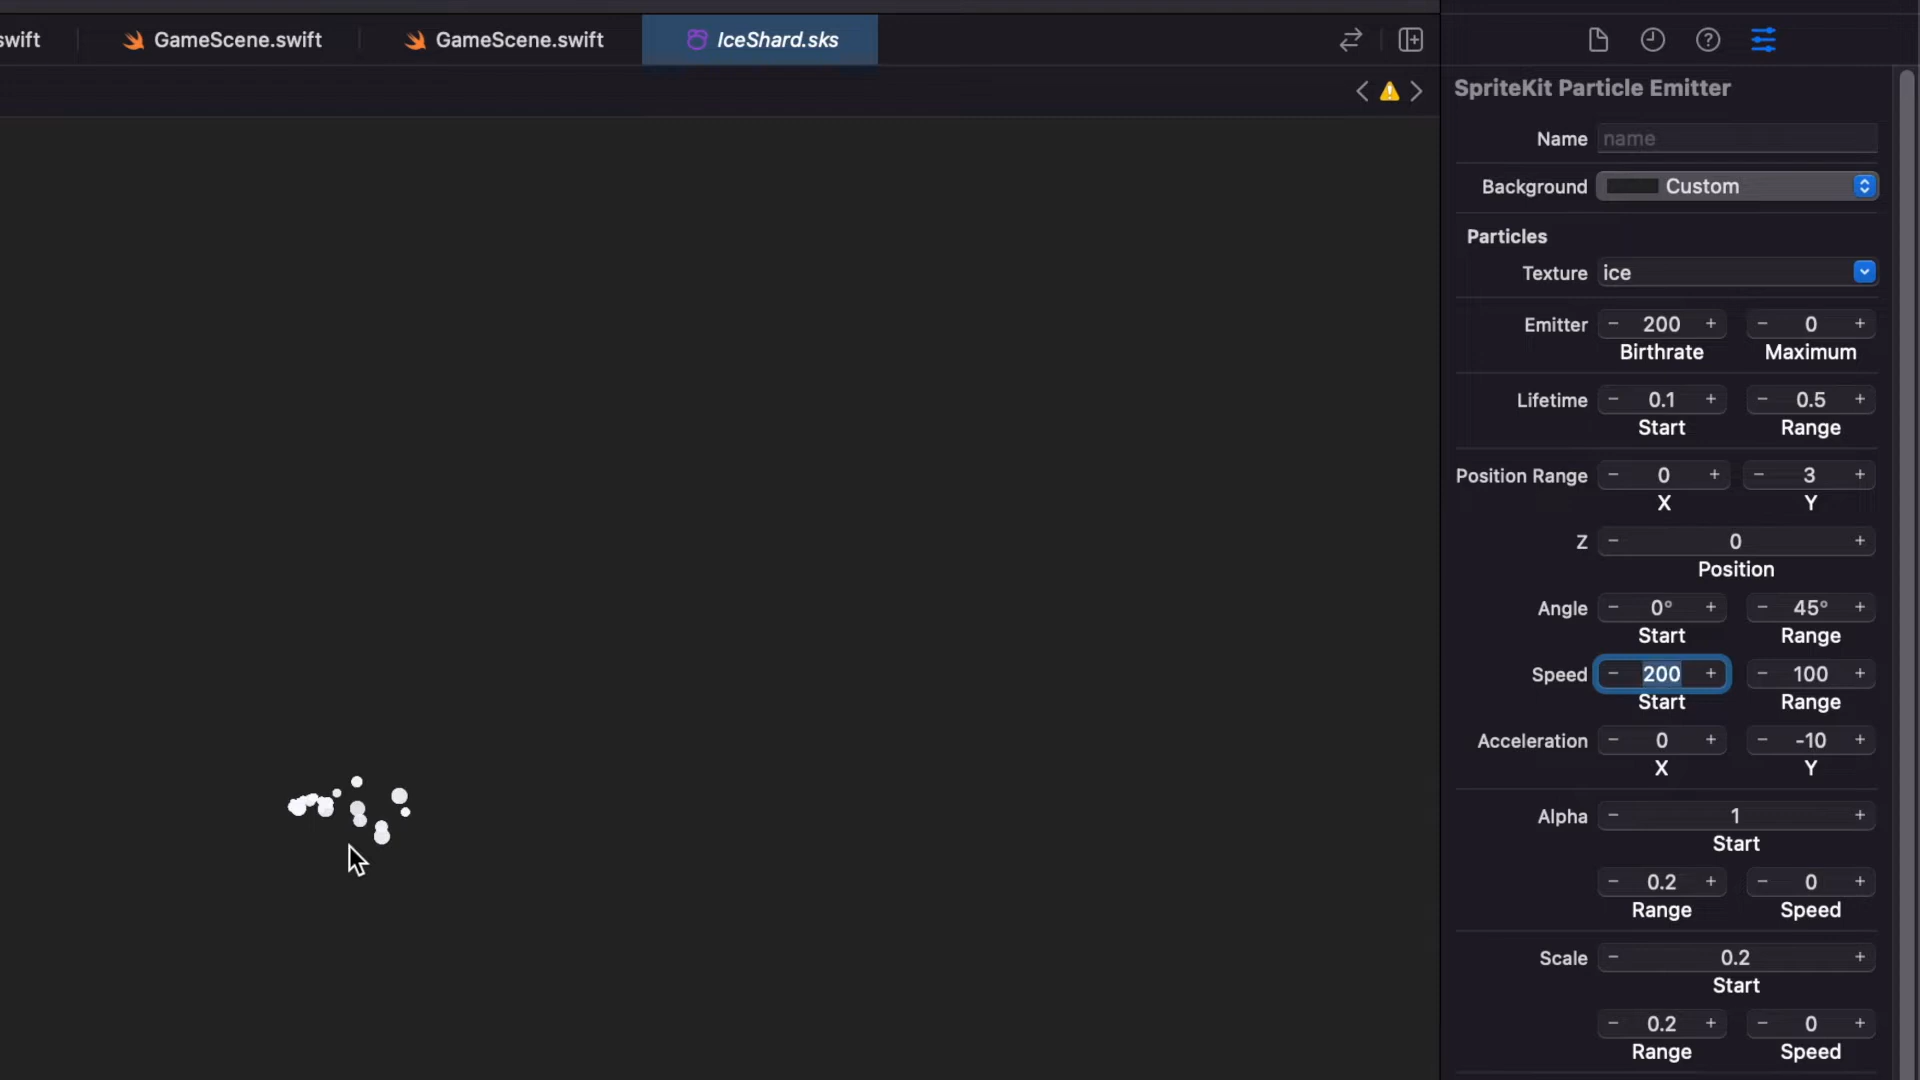 swift
GameScene.swift
GameScene.swift
IceShard.sks
SpriteKit Particle Emitter
Name name
Background Custom
Particles
Texture ice
Emitter − 200 + − 0 +
Birthrate Maximum
Lifetime − 0.1 + − 0.5 +
Start Range
Position Range − 0 + − 3 +
X Y
Z − 0 +
Position
Angle − 0° + − 45° +
Start Range
Speed − 200 + − 100 +
Start Range
Acceleration − 0 + − -10 +
X Y
Alpha − 1 +
Start
− 0.2 + − 0 +
Range Speed
Scale − 0.2 +
Start
− 0.2 + − 0 +
Range Speed